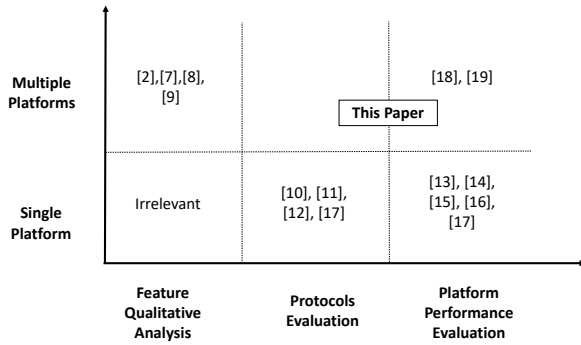 Multiple
Platforms
[2],[7],[8],
[9]
[18], [19]
This Paper
Single
Platform
Irrelevant
[10], [11],
[12], [17]
[13], [14],
[15], [16],
[17]
Feature
Qualitative
Analysis
Protocols
Evaluation
Platform
Performance
Evaluation